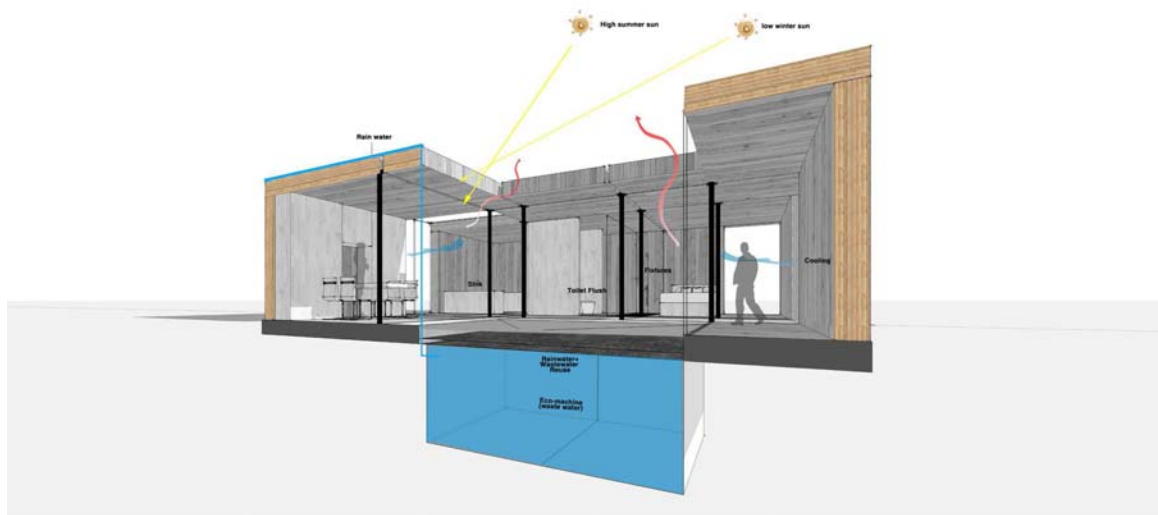 High summer sun
low winter sun
Rain water
Cooling
Fixtures
Sink
Toilet Flush
Rainwater+
Wastewater
Reuse
Eco-machine
(waste water)